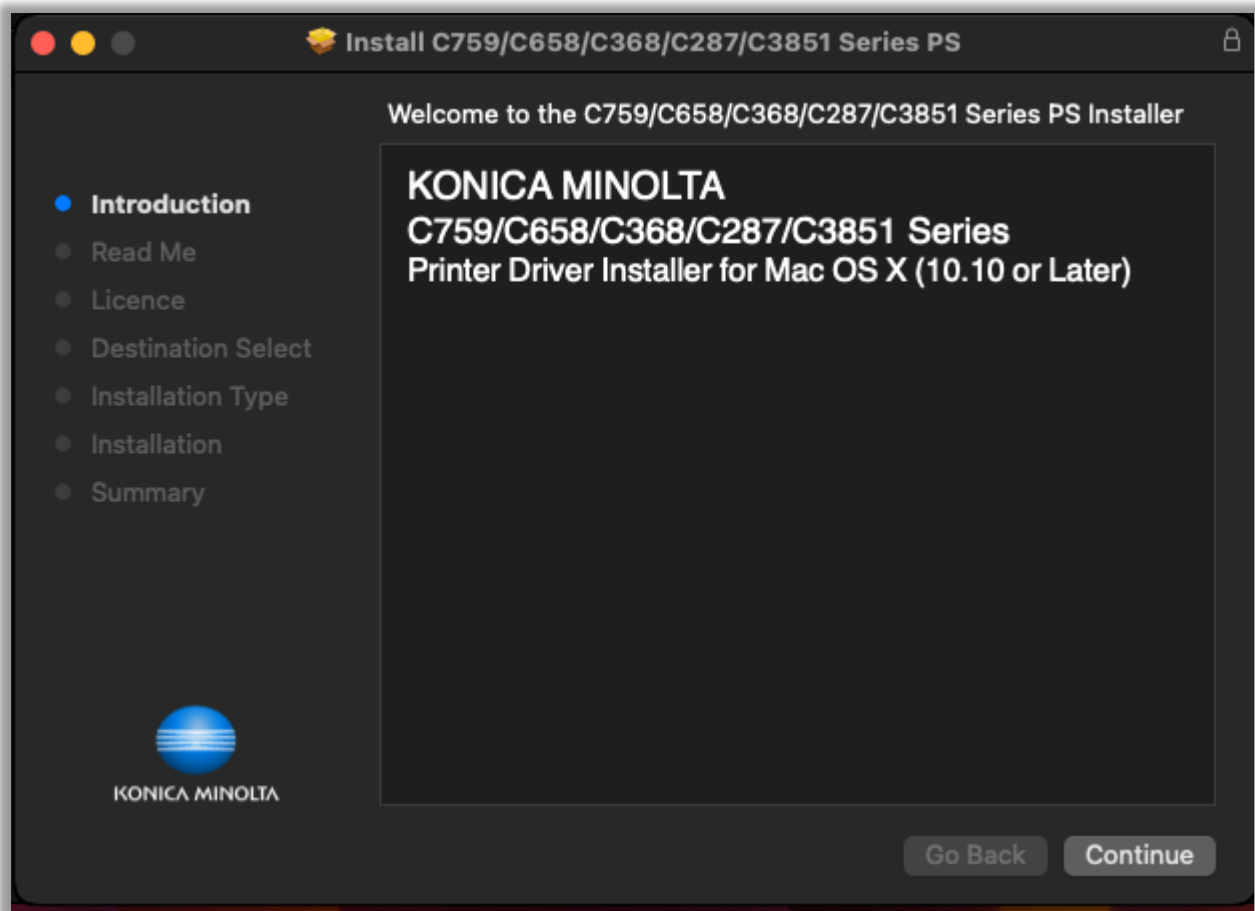 Install C759/C658/C368/C287/C3851 Series PS
Welcome to the C759/C658/C368/C287/C3851 Series PS Installer
Introduction
Read Me
Licence
Destination Select
Installation Type
Installation
Summary
KONICA MINOLTA
C759/C658/C368/C287/C3851 Series
Printer Driver Installer for Mac OS X (10.10 or Later)
KONICA MINOLTA
Go Back
Continue